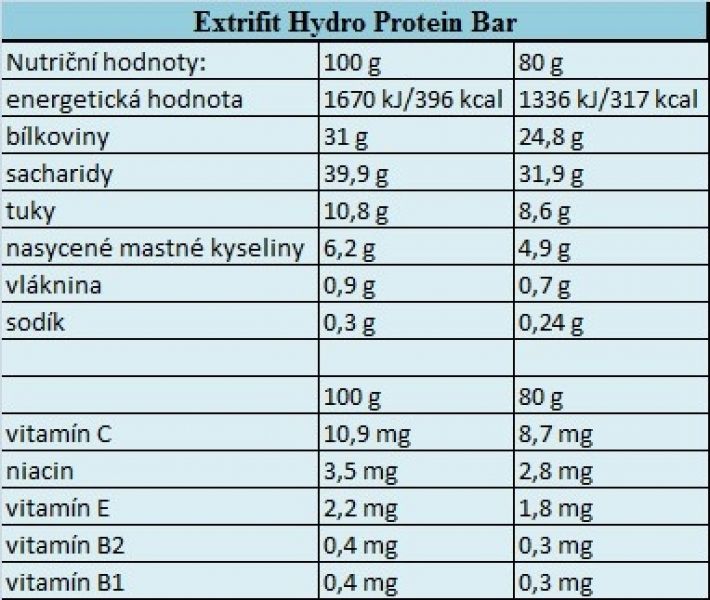 Extrifit Hydro Protein Bar
Nutriční hodnoty: 100 g 80 g
energetická hodnota 1670 kJ/396 kcal 1336 kJ/317 kcal
bílkoviny 31 g 24,8 g
sacharidy 39,9 g 31,9 g
tuky 10,8 g 8,6 g
nasycené mastné kyseliny 6,2 g 4,9 g
vláknina 0,9 g 0,7 g
sodík 0,3 g 0,24 g
100 g 80 g
vitamín C 10,9 mg 8,7 mg
niacin 3,5 mg 2,8 mg
vitamín E 2,2 mg 1,8 mg
vitamín B2 0,4 mg 0,3 mg
vitamín B1 0,4 mg 0,3 mg